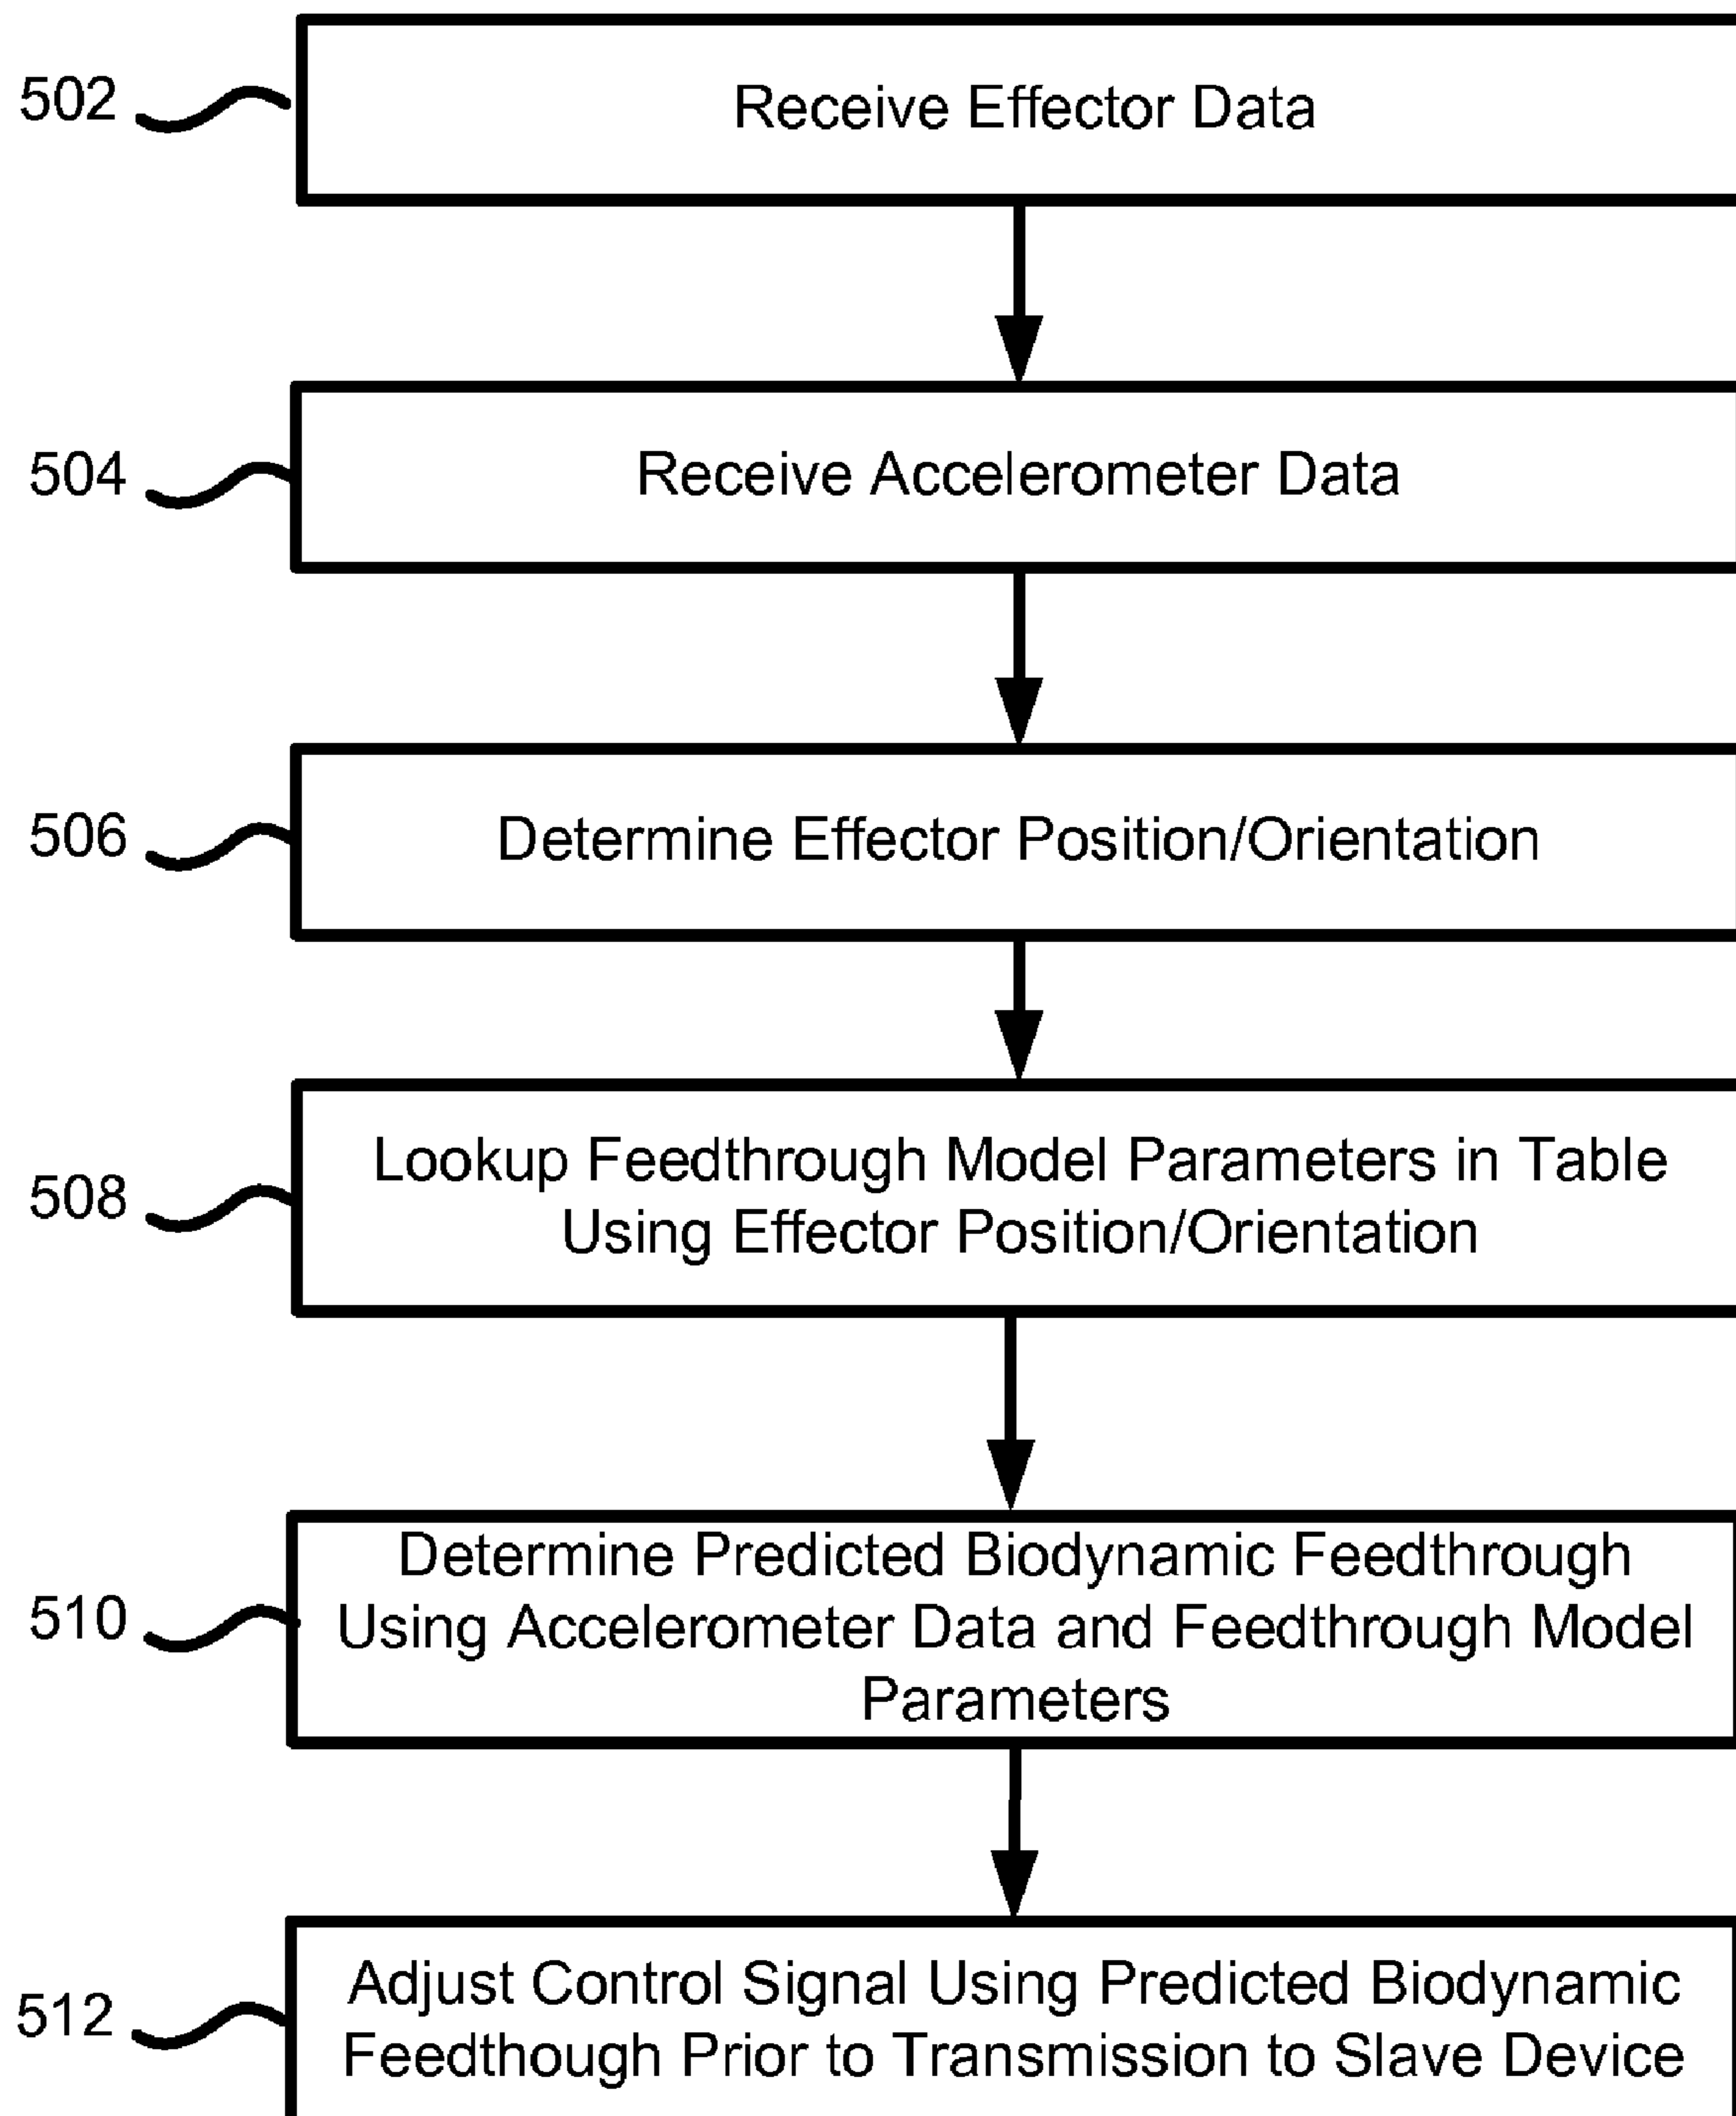 502
Receive Effector Data
504
Receive Accelerometer Data
506
Determine Effector Position/Orientation
508
Lookup Feedthrough Model Parameters in Table
Using Effector Position/Orientation
510
Determine Predicted Biodynamic Feedthrough
Using Accelerometer Data and Feedthrough Model
Parameters
512
Adjust Control Signal Using Predicted Biodynamic
Feedthough Prior to Transmission to Slave Device